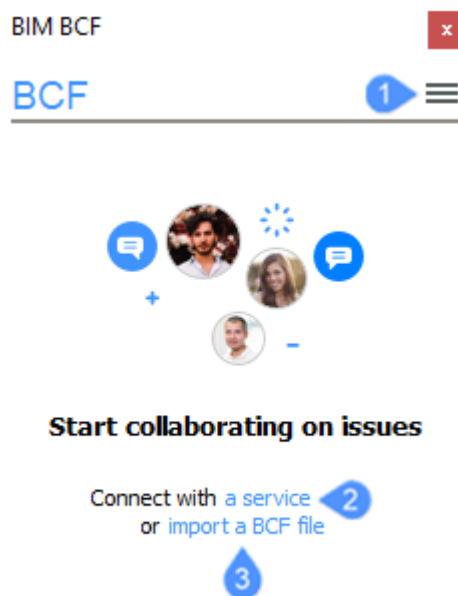 BIM BCF
x
BCF
1
Start collaborating on issues
Connect with a service
2
or import a BCF file
3